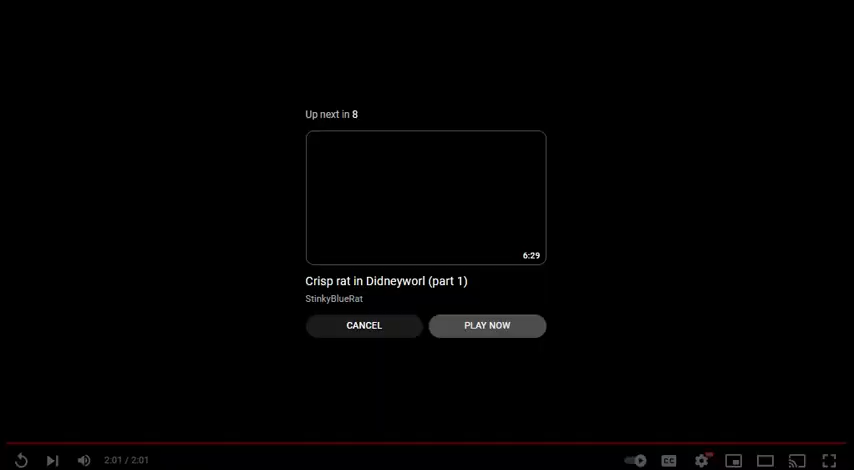 Up next in 8
6:29
Crisp rat in Didneyworl (part 1)
StinkyBlueRat
CANCEL PLAY NOW
2:01 / 2:01 CC